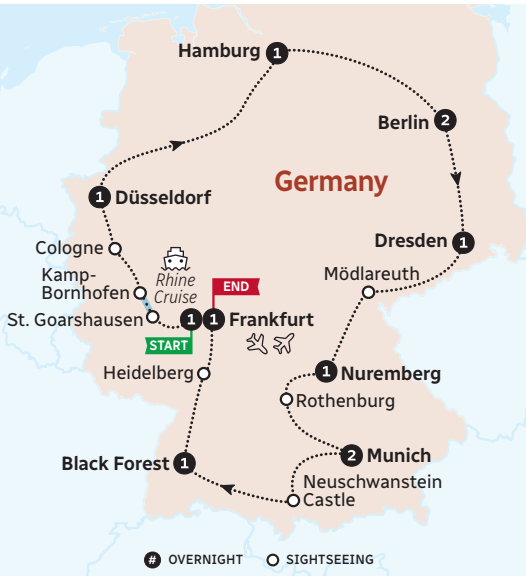 Hamburg 1
2
Berlin
Germany
1 Düsseldorf
Dresden 1
Cologne
Mödlareuth
Kamp-
Bornhofen
Rhine
Cruise
END
St. Goarshausen
1 1 Frankfurt
START
Heidelberg
1 Nuremberg
Rothenburg
2 Munich
Black Forest 1
Neuschwanstein
Castle
# OVERNIGHT SIGHTSEEING